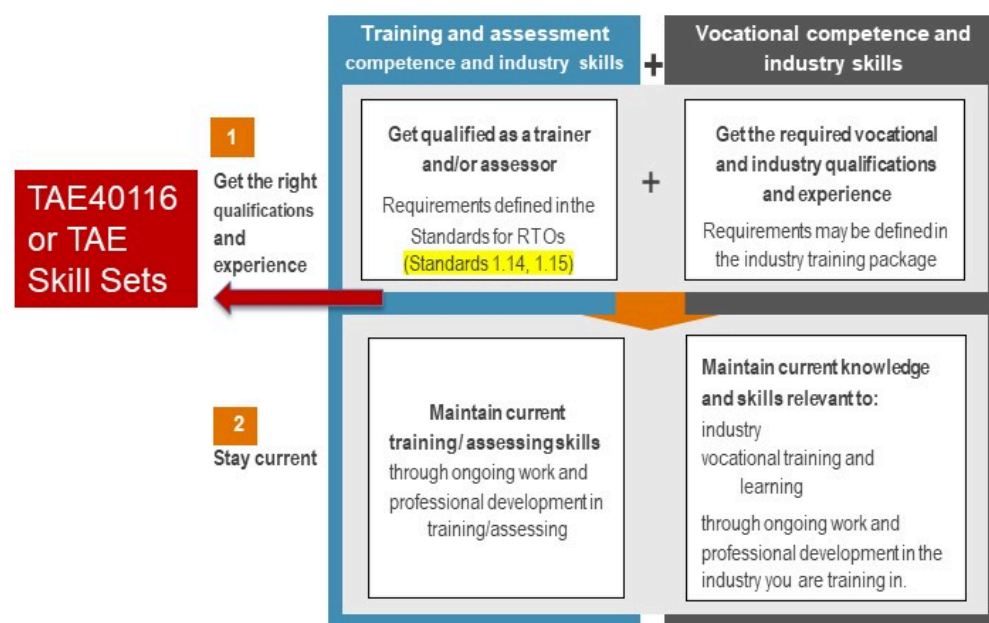 Training and assessment
competence and industry skills
+
Vocational competence and
industry skills
1
Get the right
qualifications
and
experience
TAE40116
or TAE
Skill Sets
Get qualified as a trainer
and/or assessor
Requirements defined in the
Standards for RTOs
(Standards 1.14, 1.15)
+
Get the required vocational
and industry qualifications
and experience
Requirements may be defined in
the industry training package
2
Stay current
Maintain current
training/ assessing skills
through ongoing work and
professional development in
training/assessing
Maintain current knowledge
and skills relevant to:
industry
vocational training and
learning
through ongoing work and
professional development in the
industry you are training in.